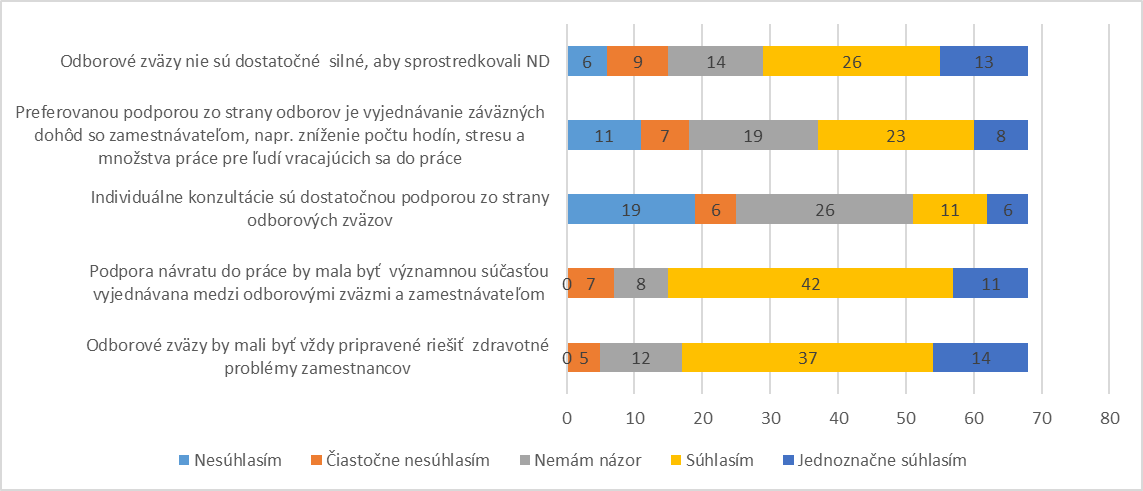 Odborové zväzy nie sú dostatočné  silné, aby sprostredkovali ND
6 9 14 26 13
Preferovanou podporou zo strany odborov je vyjednávanie záväzných
dohôd so zamestnávateľom, napr. zníženie počtu hodín, stresu a
množstva práce pre ľudí vracajúcich sa do práce
11 7 19 23 8
Individuálne konzultácie sú dostatočnou podporou zo strany
odborových zväzov
19 6 26 11 6
Podpora návratu do práce by mala byť  významnou súčasťou
vyjednávana medzi odborovými zväzmi a zamestnávateľom
0 7 8 42 11
Odborové zväzy by mali byť vždy pripravené riešiť  zdravotné
problémy zamestnancov
0 5 12 37 14
0 10 20 30 40 50 60 70 80
Nesúhlasím Čiastočne nesúhlasím Nemám názor Súhlasím Jednoznačne súhlasím